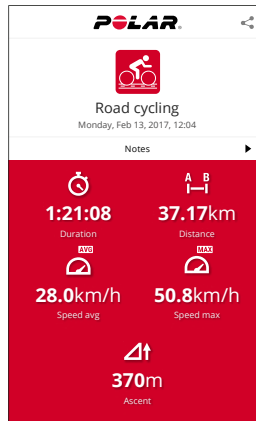 POLAR.
Road cycling
Monday, Feb 13, 2017, 12:04
Notes
A B
1:21:08 37.17km
Duration Distance
AVG MAX
28.0km/h 50.8km/h
Speed avg Speed max
370m
Ascent